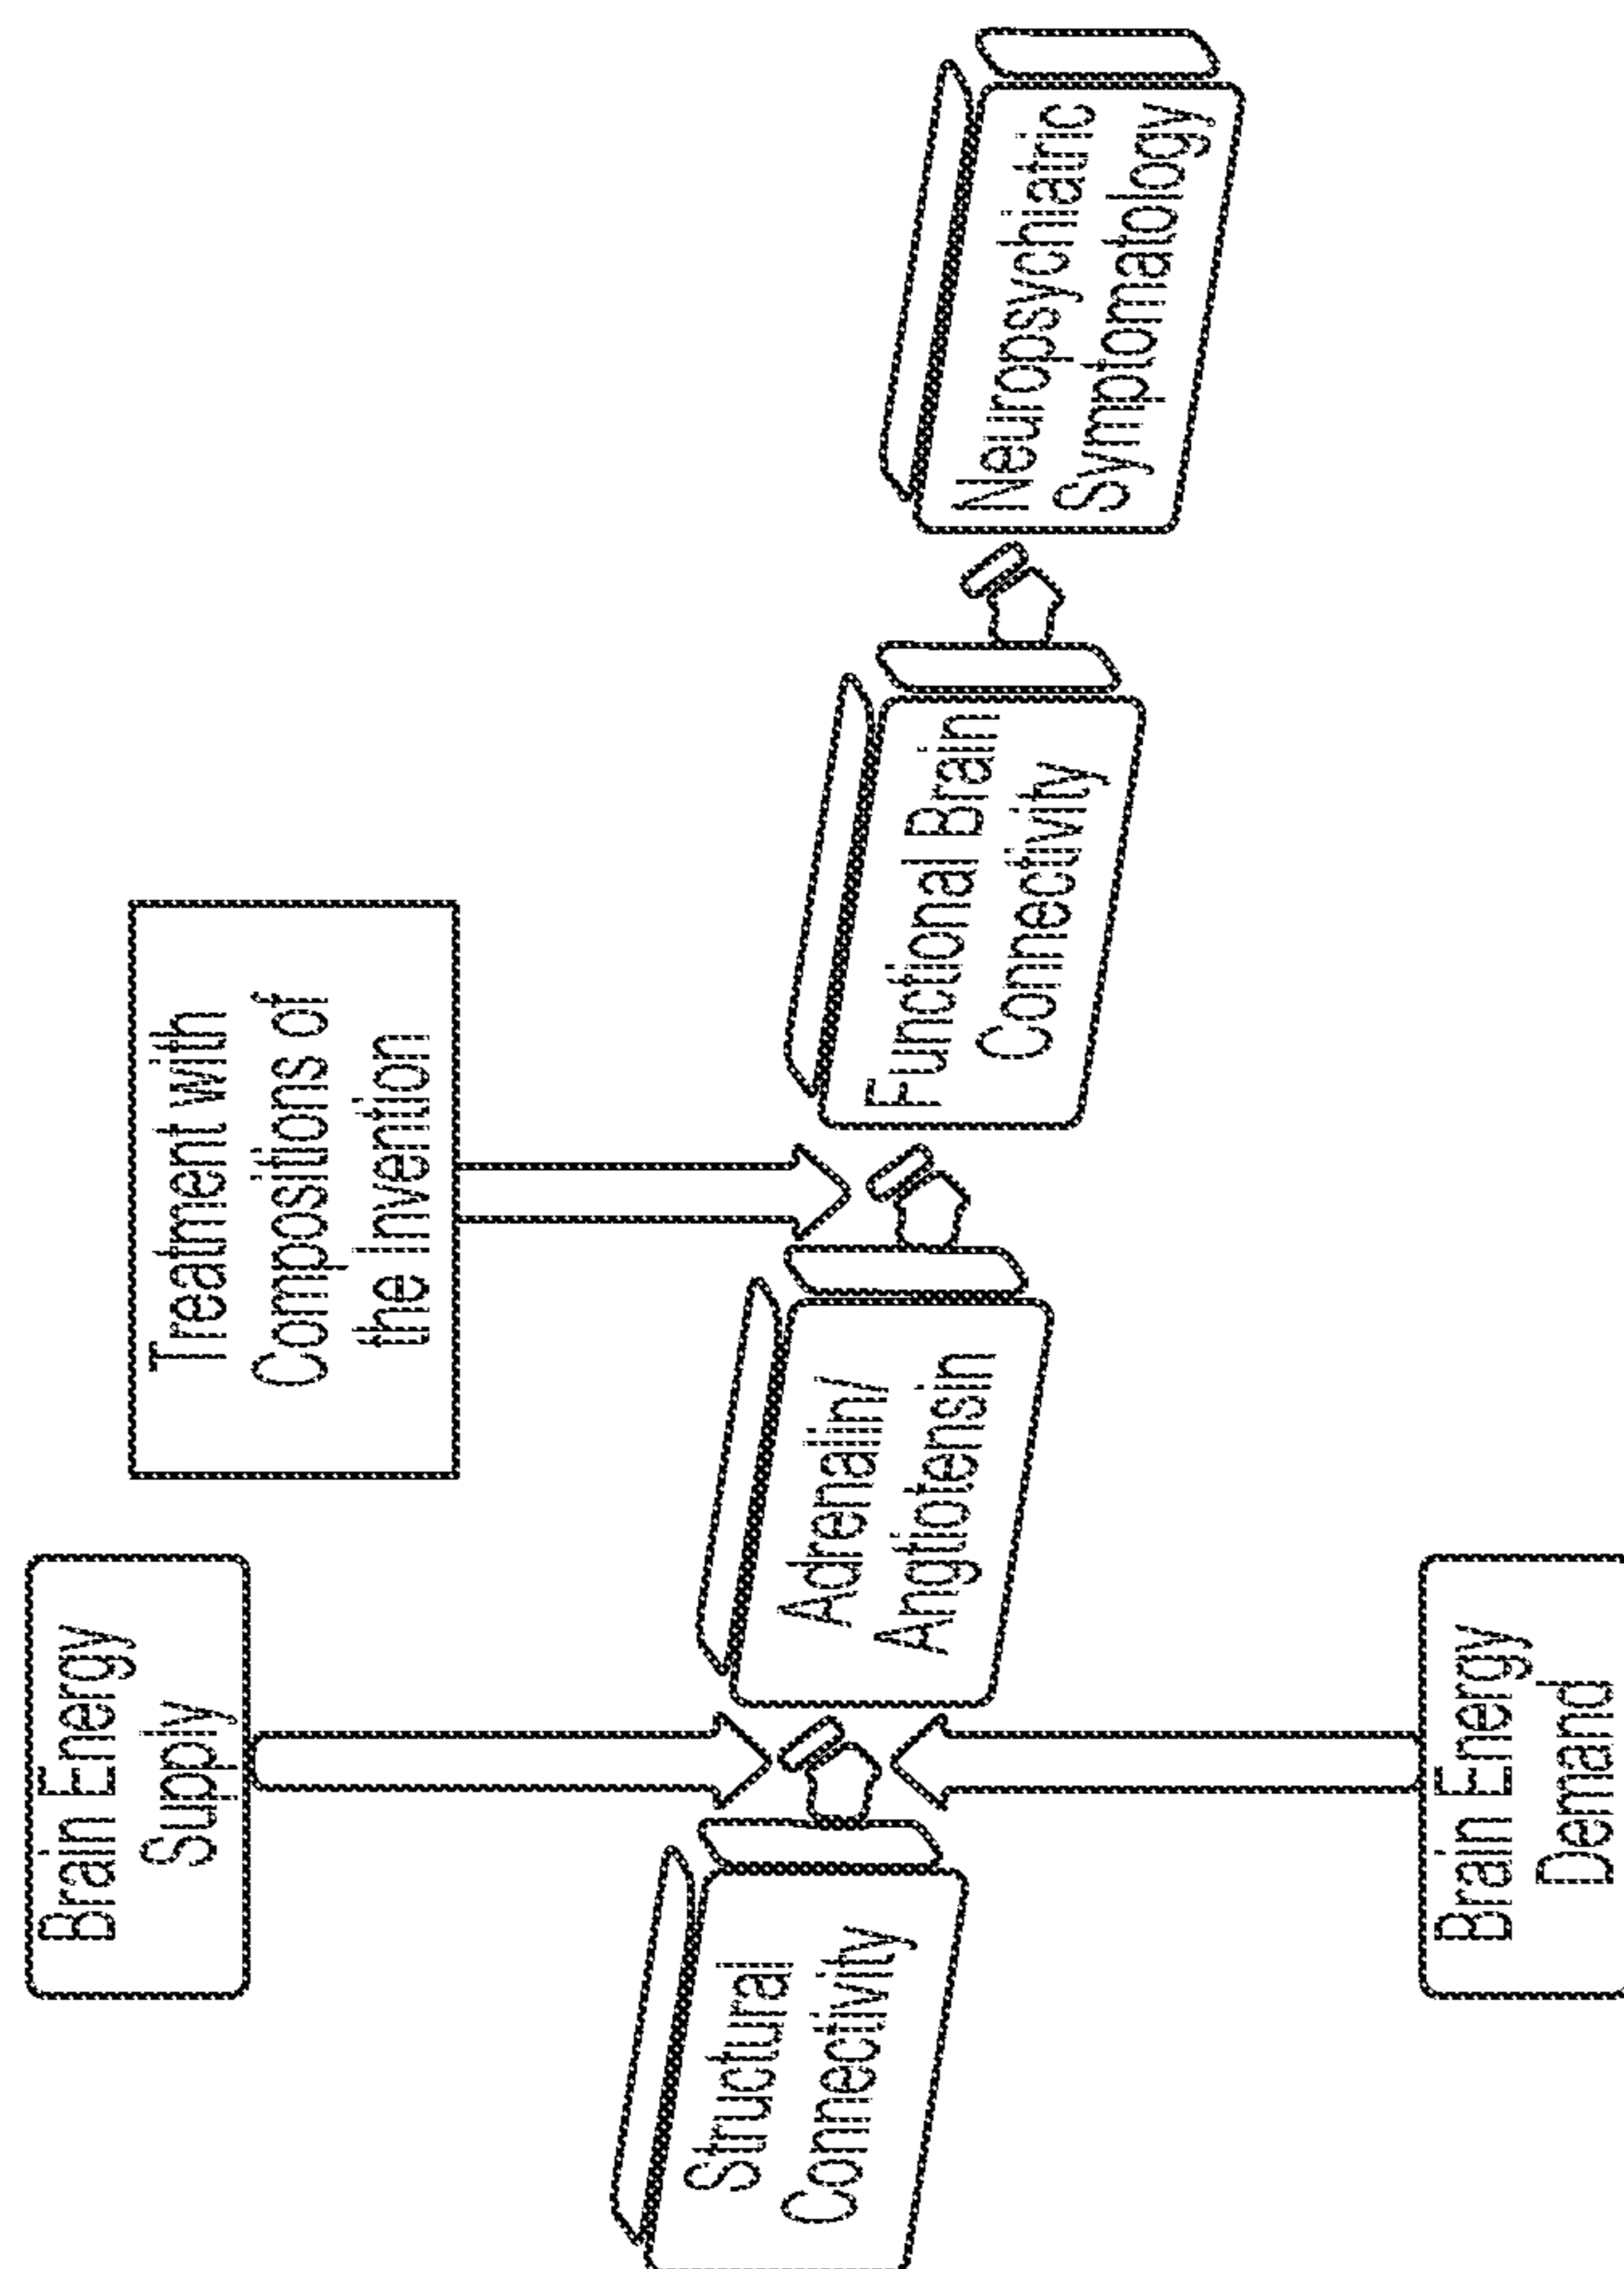 Brain Energy
Supply
Treatment with
Compositions of
the Invention
Structural
Connectivity
Adrenalin/
Angtiotensin
Functional Brain
Connectivity
Neuropsychiatric
Symptomatology
Brain Energy
Demand